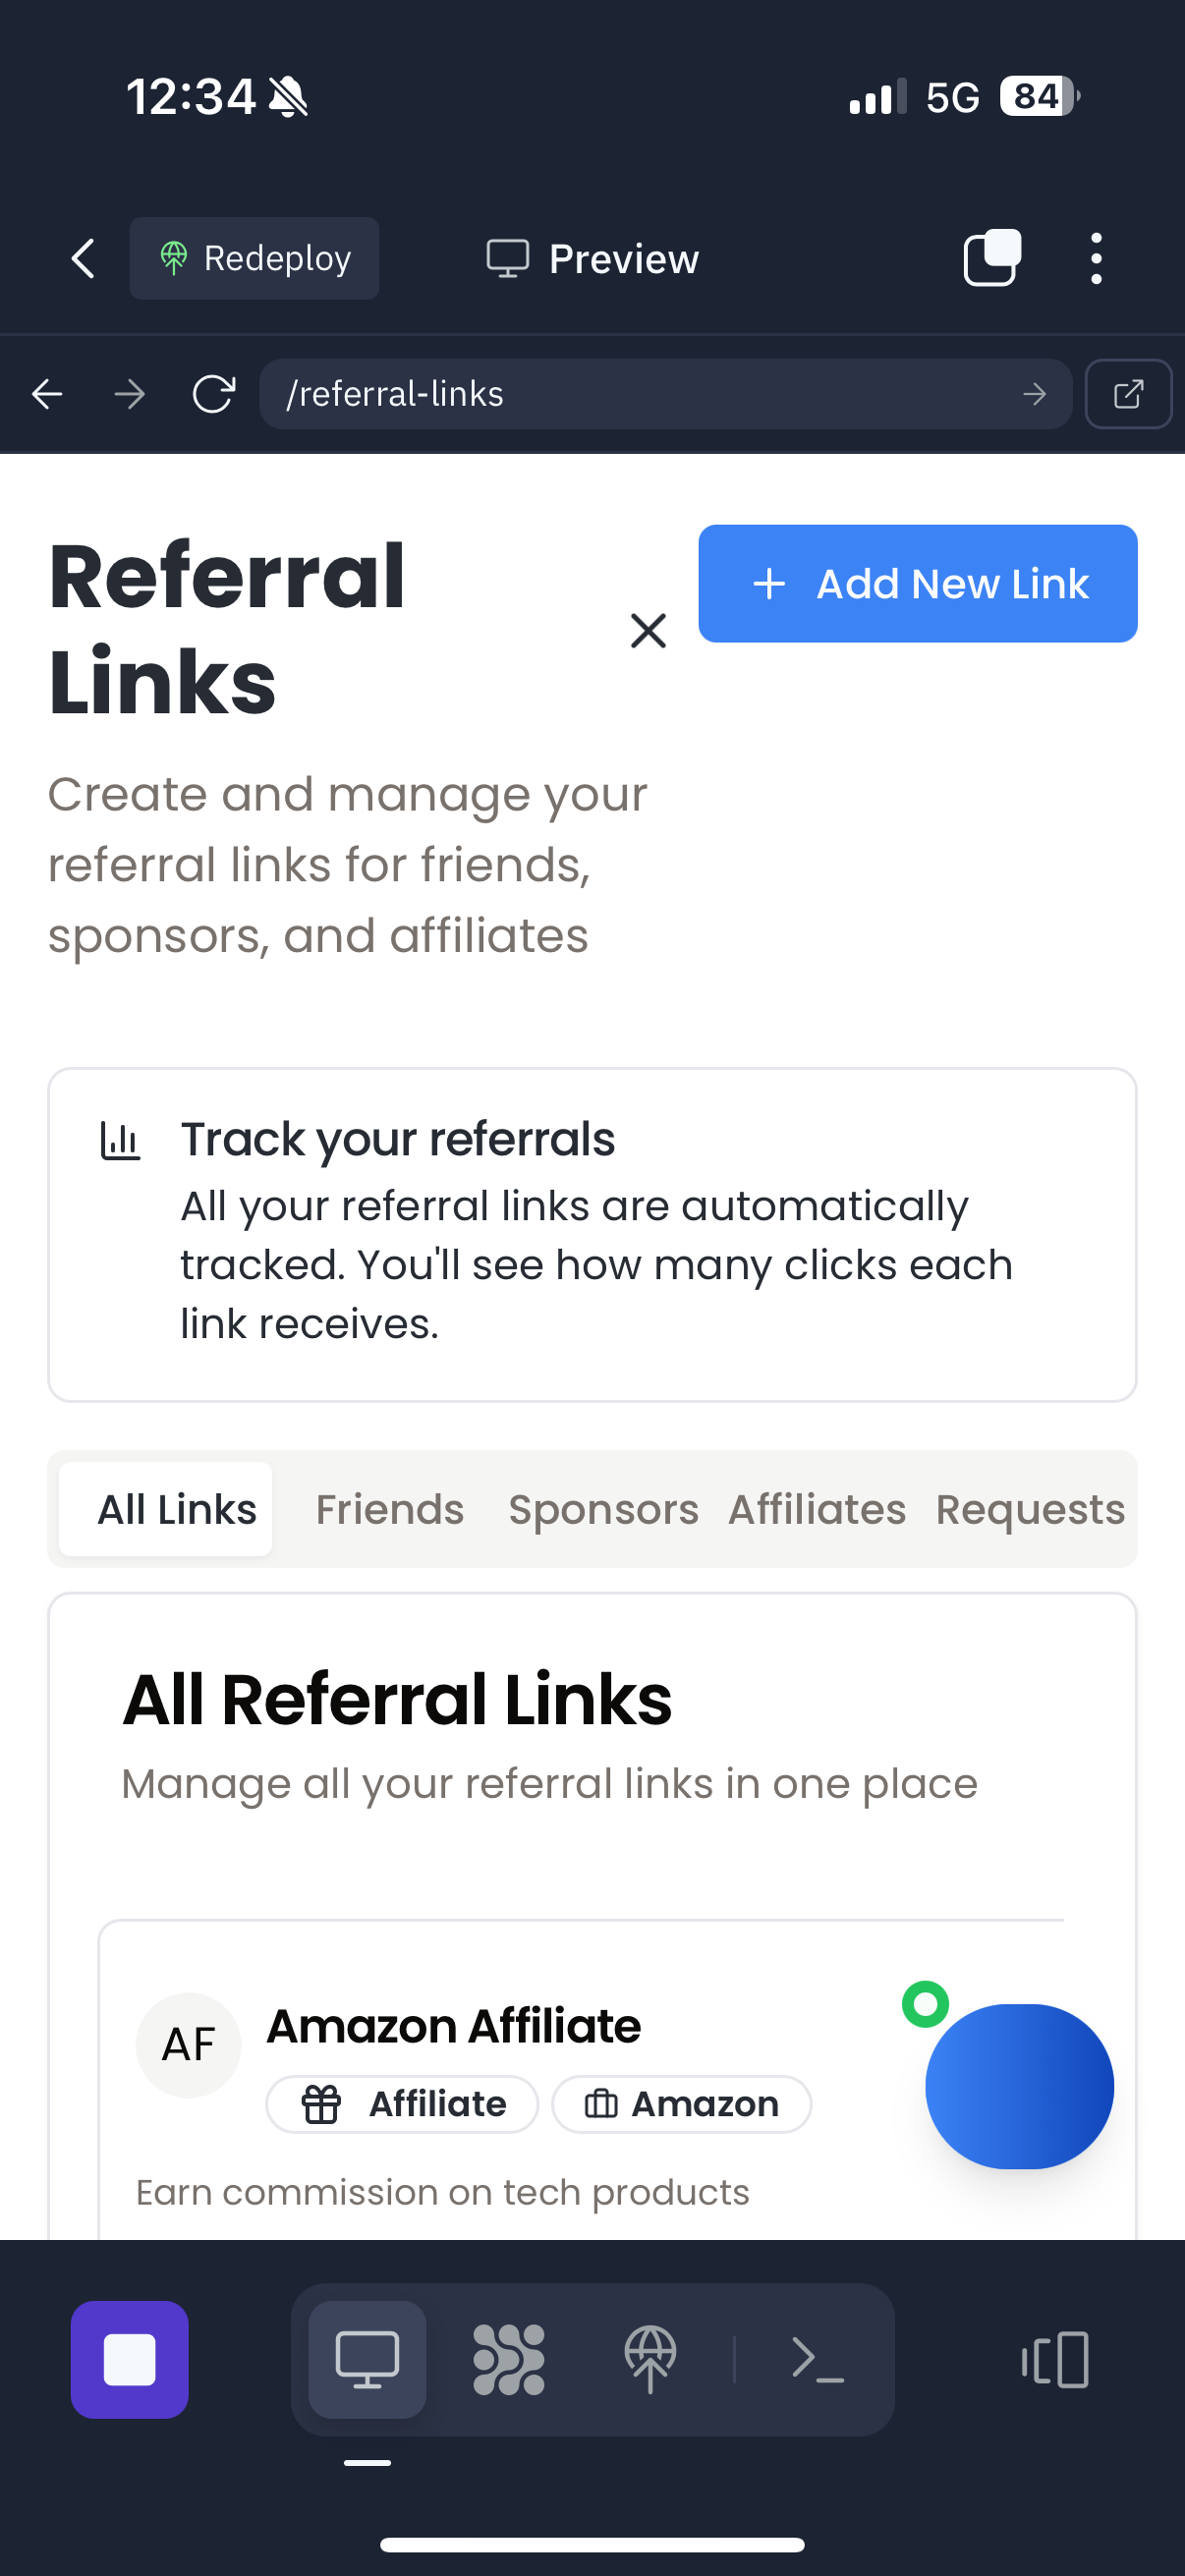 12:34
5G 84
Redeploy
Preview
/referral-links
Referral
Links
Add New Link
Create and manage your
referral links for friends,
sponsors, and affiliates
Track your referrals
All your referral links are automatically
tracked. You'll see how many clicks each
link receives.
All Links Friends Sponsors Affiliates Requests
All Referral Links
Manage all your referral links in one place
AF
Amazon Affiliate
Affiliate Amazon
Earn commission on tech products